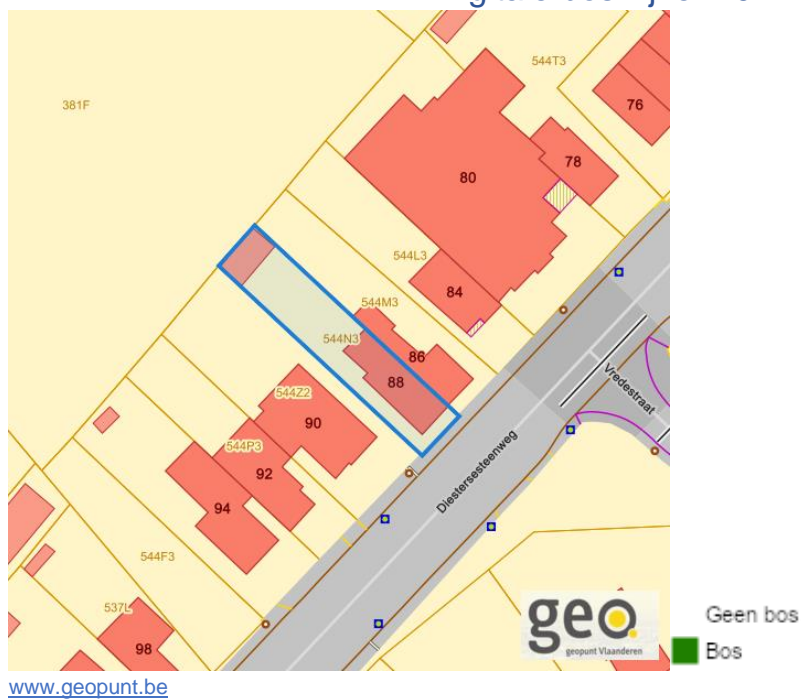 544T3
381F
76
78
80
544L3
84
544M3
544N3
86
88
Vredestraat
544Z2
90
544P3
92
94
Diestersesteenweg
544F3
537L
98
geo
geopunt Vlaanderen
Geen bos
Bos
www.geopunt.be